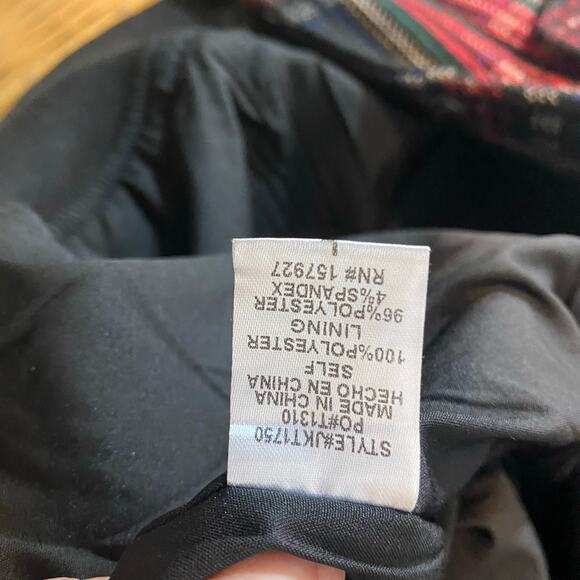 STYLE#JKT1750
PO#T1310
MADE IN CHINA
HECHO EN CHINA
SELF
100%POLYESTER
LINING
96%POLYESTER
4%SPANDEX
RN# 157927